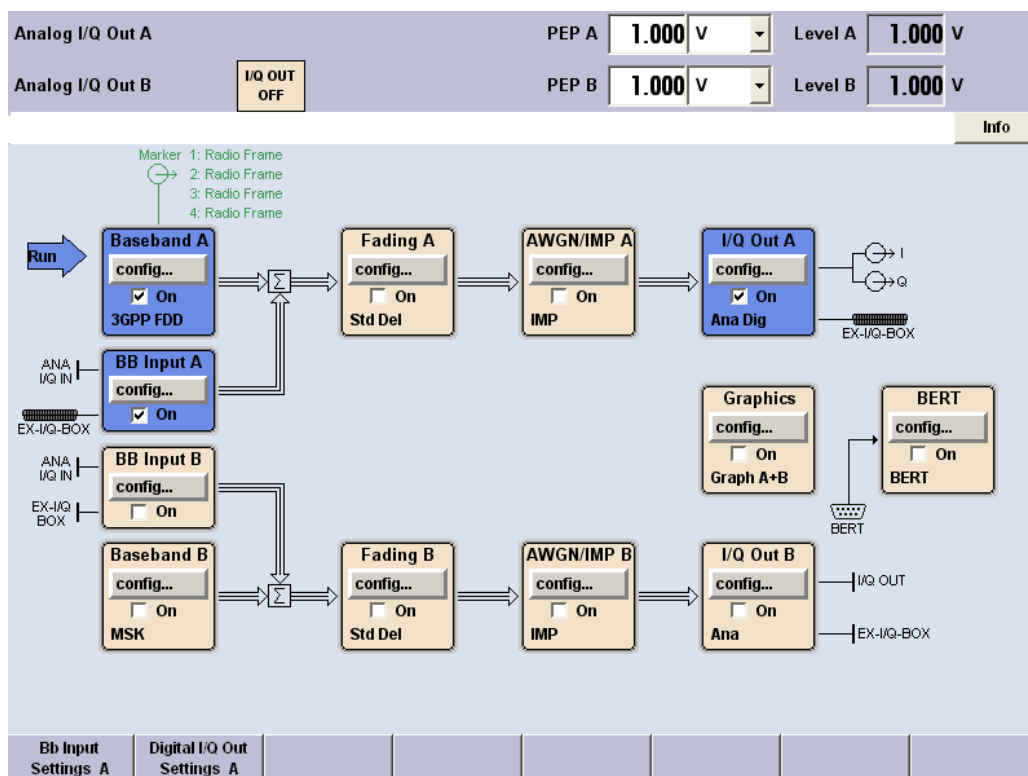 Analog I/Q Out A
PEP A 1.000 V Level A 1.000 V
Analog I/Q Out B
I/Q OUT
OFF
PEP B 1.000 V Level B 1.000 V
Info
Marker 1: Radio Frame
2: Radio Frame
3: Radio Frame
4: Radio Frame
Run
Baseband A
config...
On
3GPP FDD
Σ
Fading A
config...
On
Std Del
AWGN/IMP A
config...
On
IMP
I/Q Out A
config...
On
Ana Dig
I
Q
EX-I/Q-BOX
ANA
I/Q IN
EX-I/Q-BOX
BB Input A
config...
On
Graphics
config...
On
Graph A+B
BERT
config...
On
BERT
BERT
ANA
I/Q IN
EX-I/Q
BOX
BB Input B
config...
On
Baseband B
config...
On
MSK
Σ
Fading B
config...
On
Std Del
AWGN/IMP B
config...
On
IMP
I/Q Out B
config...
On
Ana
I/Q OUT
EX-I/Q-BOX
Bb Input
Settings A
Digital I/Q Out
Settings A